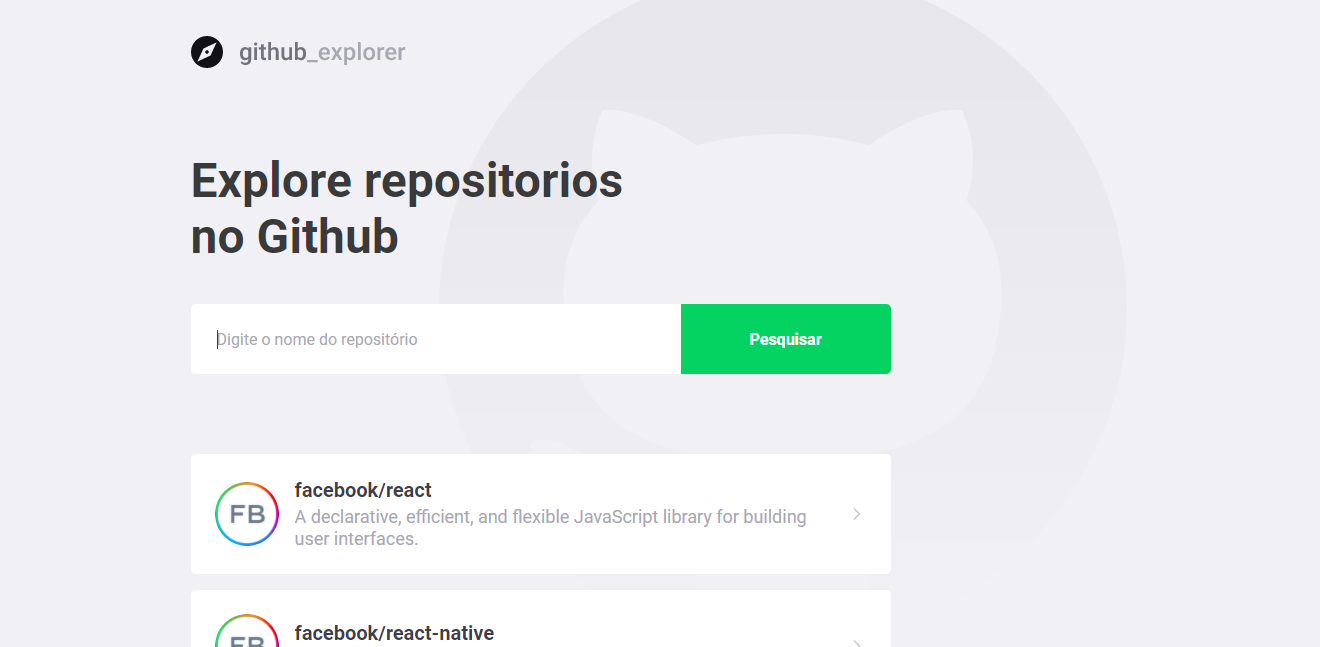 github_explorer
Explore repositorios
no Github
Digite o nome do repositório
Pesquisar
facebook/react
FB
A declarative, efficient, and flexible JavaScript library for building
user interfaces.
facebook/react-native
FB